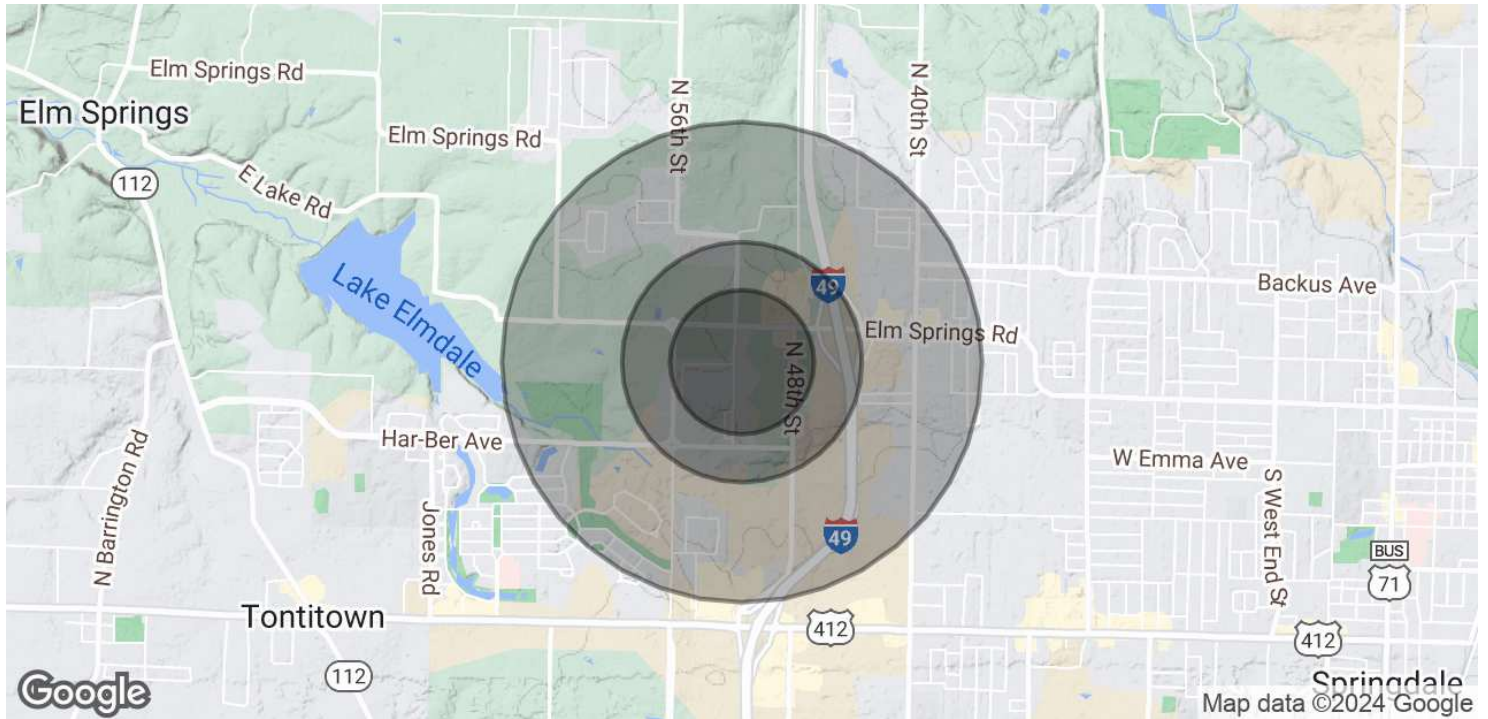 Elm Springs Rd
Elm Springs
Elm Springs Rd
N 56th St
N 40th St
112
E Lake Rd
Lake Elmdale
49
Backus Ave
Elm Springs Rd
N 48th St
Har-Ber Ave
W Emma Ave
N Barrington Rd
Jones Rd
S West End St
49
BUS
71
Tontitown
412
412
112
Springdale
Google
Map data ©2024 Google